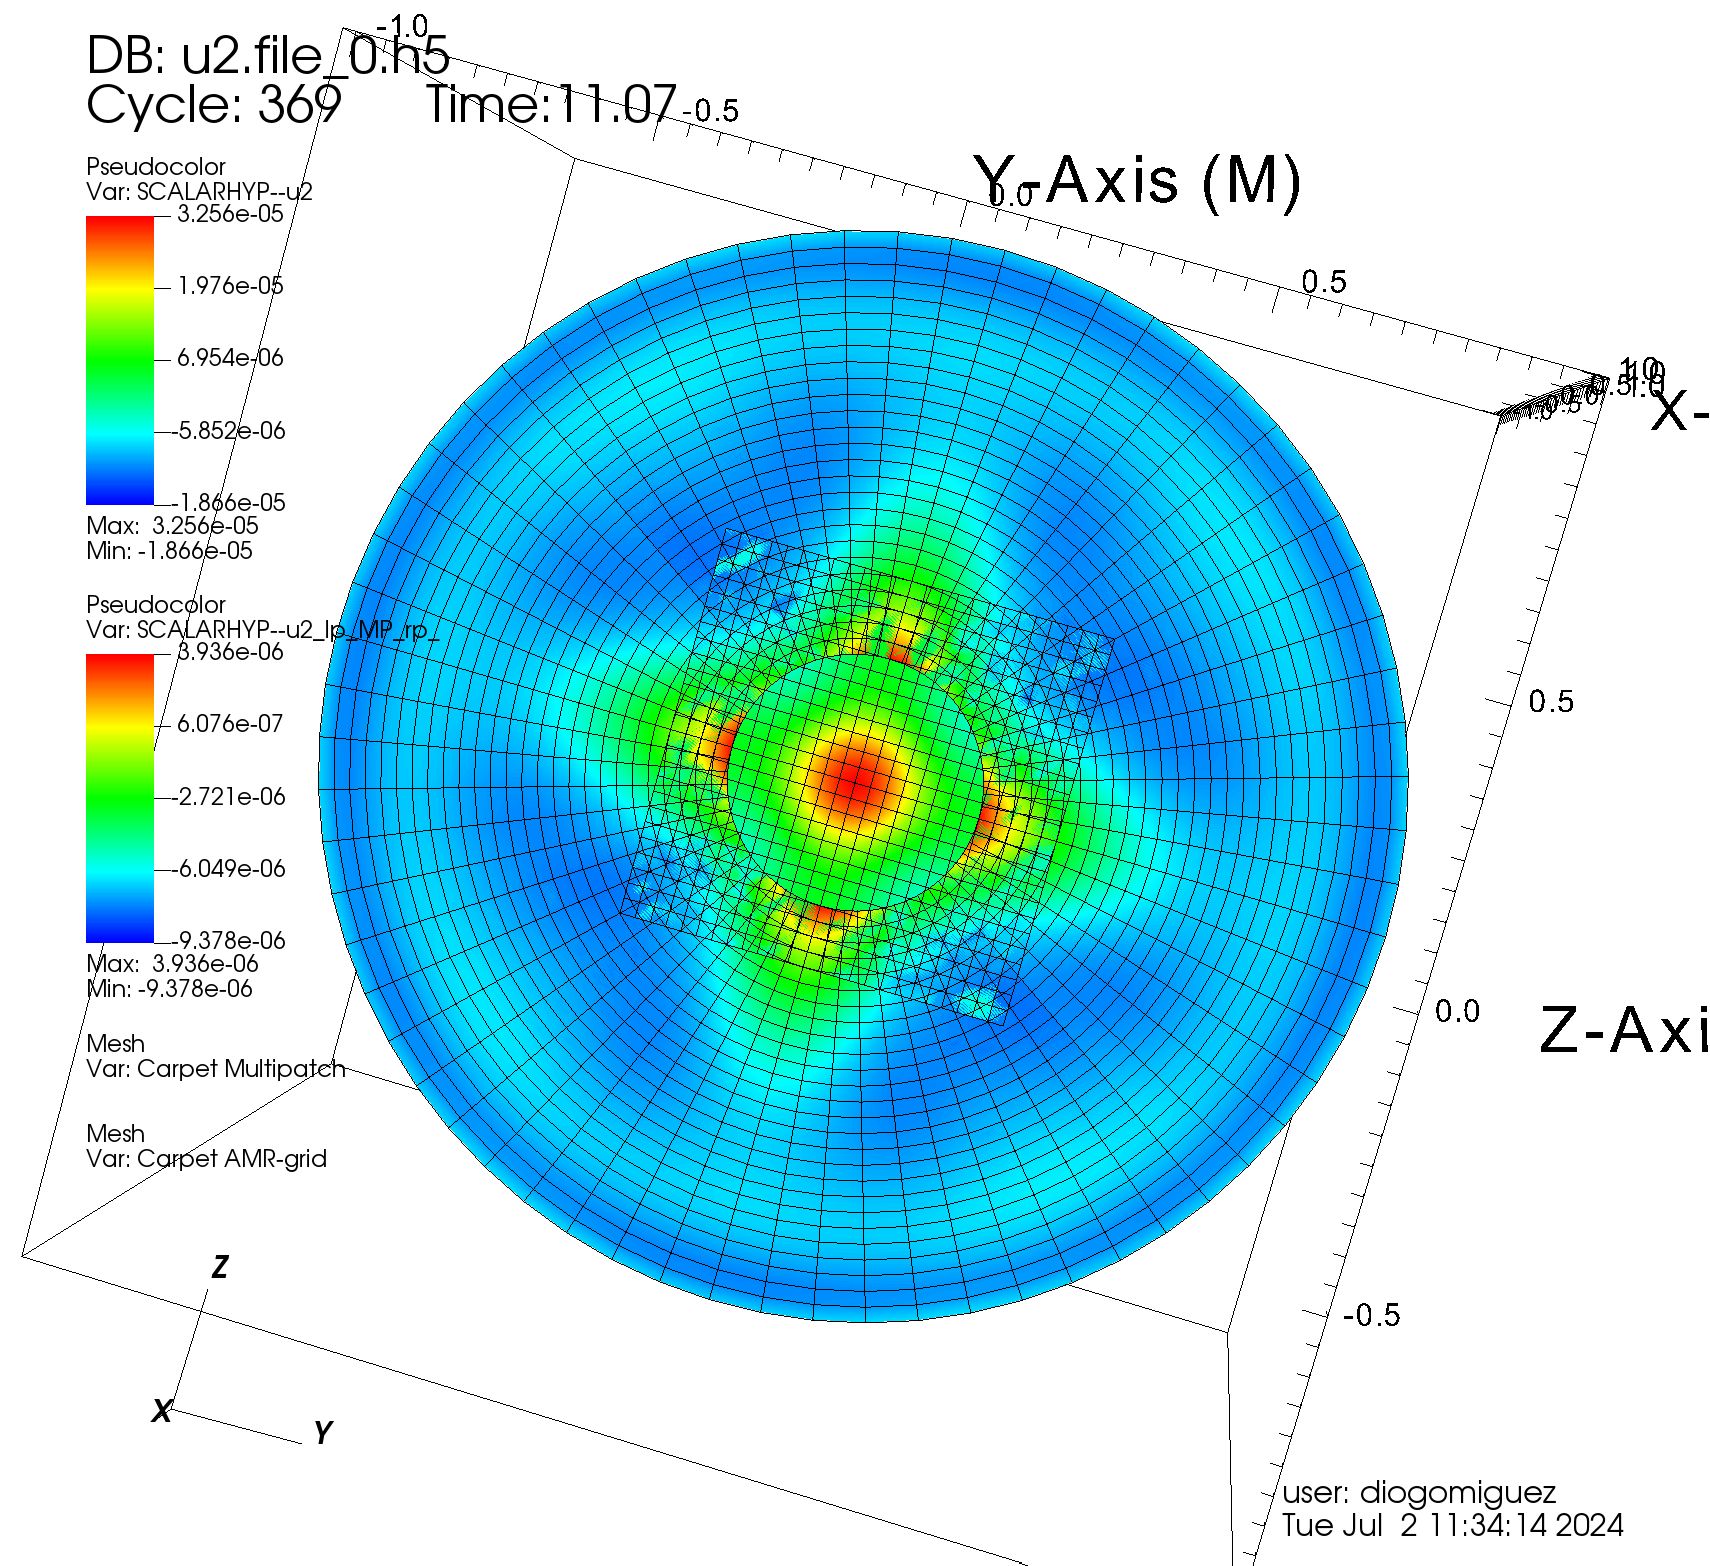 DB: u2.file_0.h5
Cycle: 369 Time:11.07
Pseudocolor
Var: SCALARHYP--u2
3.256e-05
1.976e-05
6.954e-06
-5.852e-06
-1.866e-05
Max: 3.256e-05
Min: -1.866e-05
Pseudocolor
Var: SCALARHYP--u2_lp_MP_rp_
3.936e-06
6.076e-07
-2.721e-06
-6.049e-06
-9.378e-06
Max: 3.936e-06
Min: -9.378e-06
Mesh
Var: Carpet Multipatch
Mesh
Var: Carpet AMR-grid
-1.0
-0.5
0.0
0.5
1.0
Y-Axis (M)
X-
0.5
0.0
-0.5
Z-Axi
Z
X
Y
user: diogomiguez
Tue Jul 2 11:34:14 2024